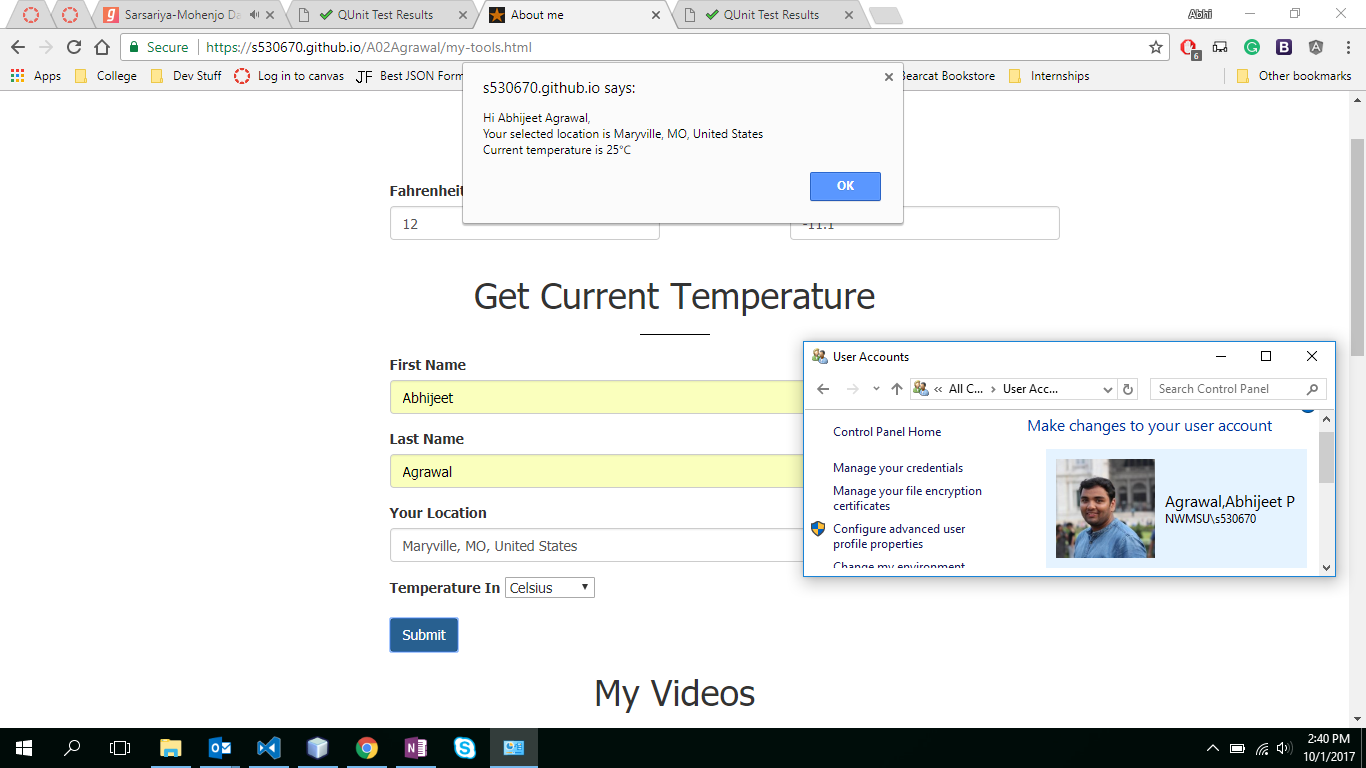 Sarsariya-Mohenjo Da
QUnit Test Results
About me
QUnit Test Results
Abhi
Secure
https://s530670.github.io/A02Agrawal/my-tools.html
6
Apps
College
Dev Stuff
Log in to canvas
JF Best JSON Form
Bearcat Bookstore
Internships
Other bookmarks
s530670.github.io says:
Hi Abhijeet Agrawal,
Your selected location is Maryville, MO, United States
Current temperature is 25°C
OK
Fahrenheit
12
-11.1
Get Current Temperature
First Name
Abhijeet
Last Name
Agrawal
Your Location
Maryville, MO, United States
Temperature In Celsius
Submit
My Videos
User Accounts
« All C... › User Acc...
Search Control Panel
Control Panel Home
Manage your credentials
Manage your file encryption
certificates
Configure advanced user
profile properties
Change my environment
Make changes to your user account
Agrawal,Abhijeet P
NWMSU\s530670
2:40 PM
10/1/2017